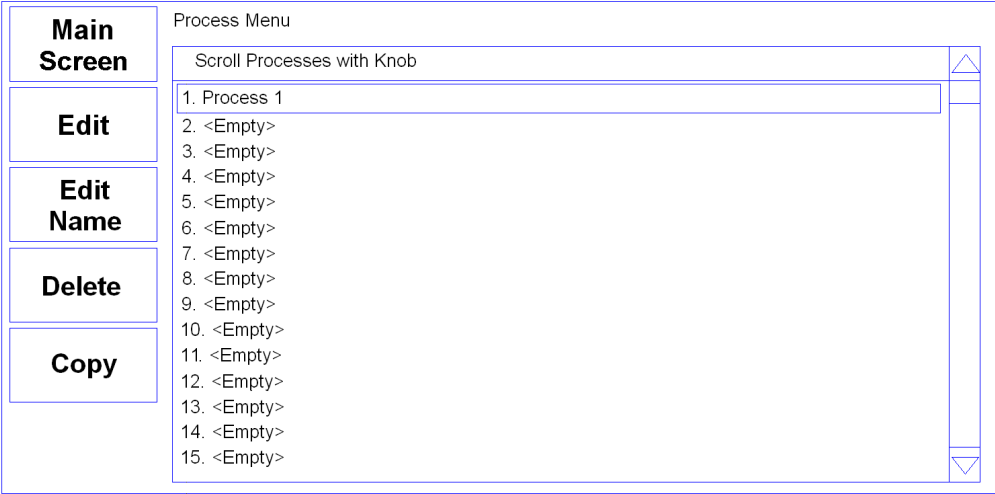 Main
Screen
Edit
Edit
Name
Delete
Copy
Process Menu
Scroll Processes with Knob
1. Process 1
2. <Empty>
3. <Empty>
4. <Empty>
5. <Empty>
6. <Empty>
7. <Empty>
8. <Empty>
9. <Empty>
10. <Empty>
11. <Empty>
12. <Empty>
13. <Empty>
14. <Empty>
15. <Empty>